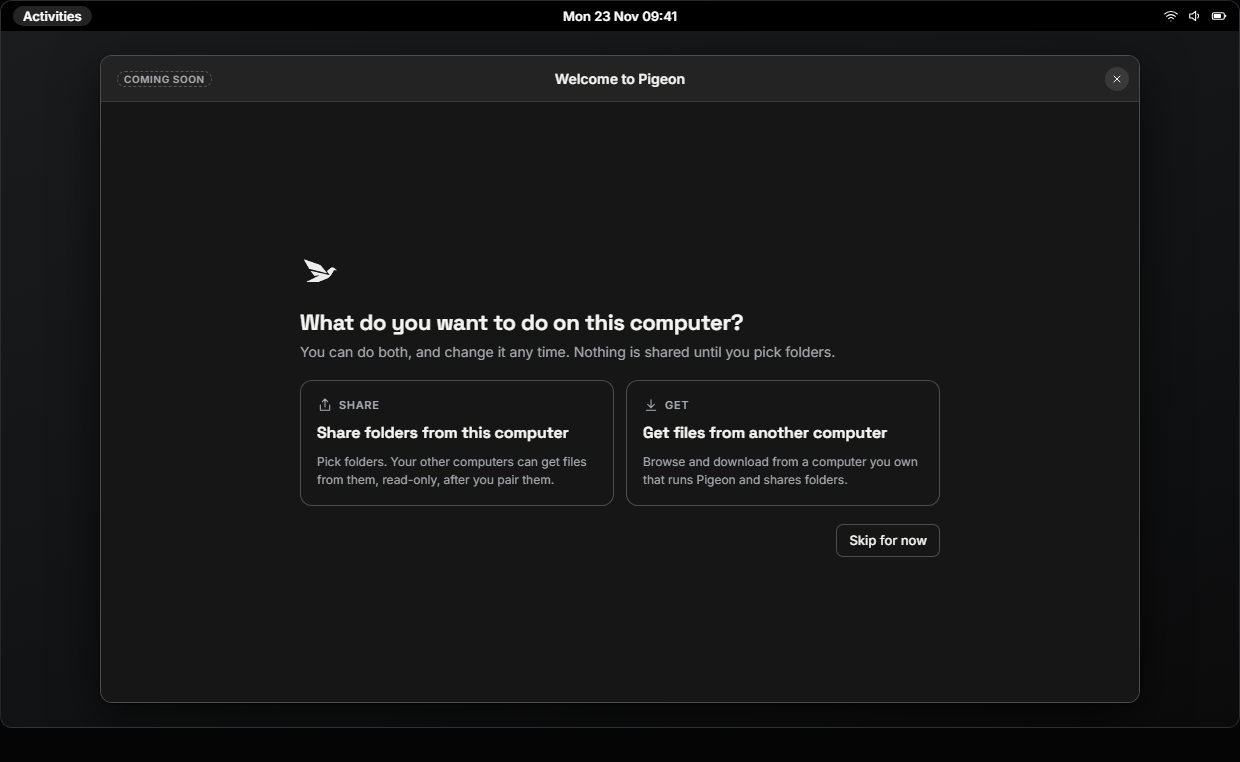 Activities
Mon 23 Nov 09:41
COMING SOON
Welcome to Pigeon
What do you want to do on this computer?
You can do both, and change it any time. Nothing is shared until you pick folders.
SHARE
Share folders from this computer
Pick folders. Your other computers can get files
from them, read-only, after you pair them.
GET
Get files from another computer
Browse and download from a computer you own
that runs Pigeon and shares folders.
Skip for now